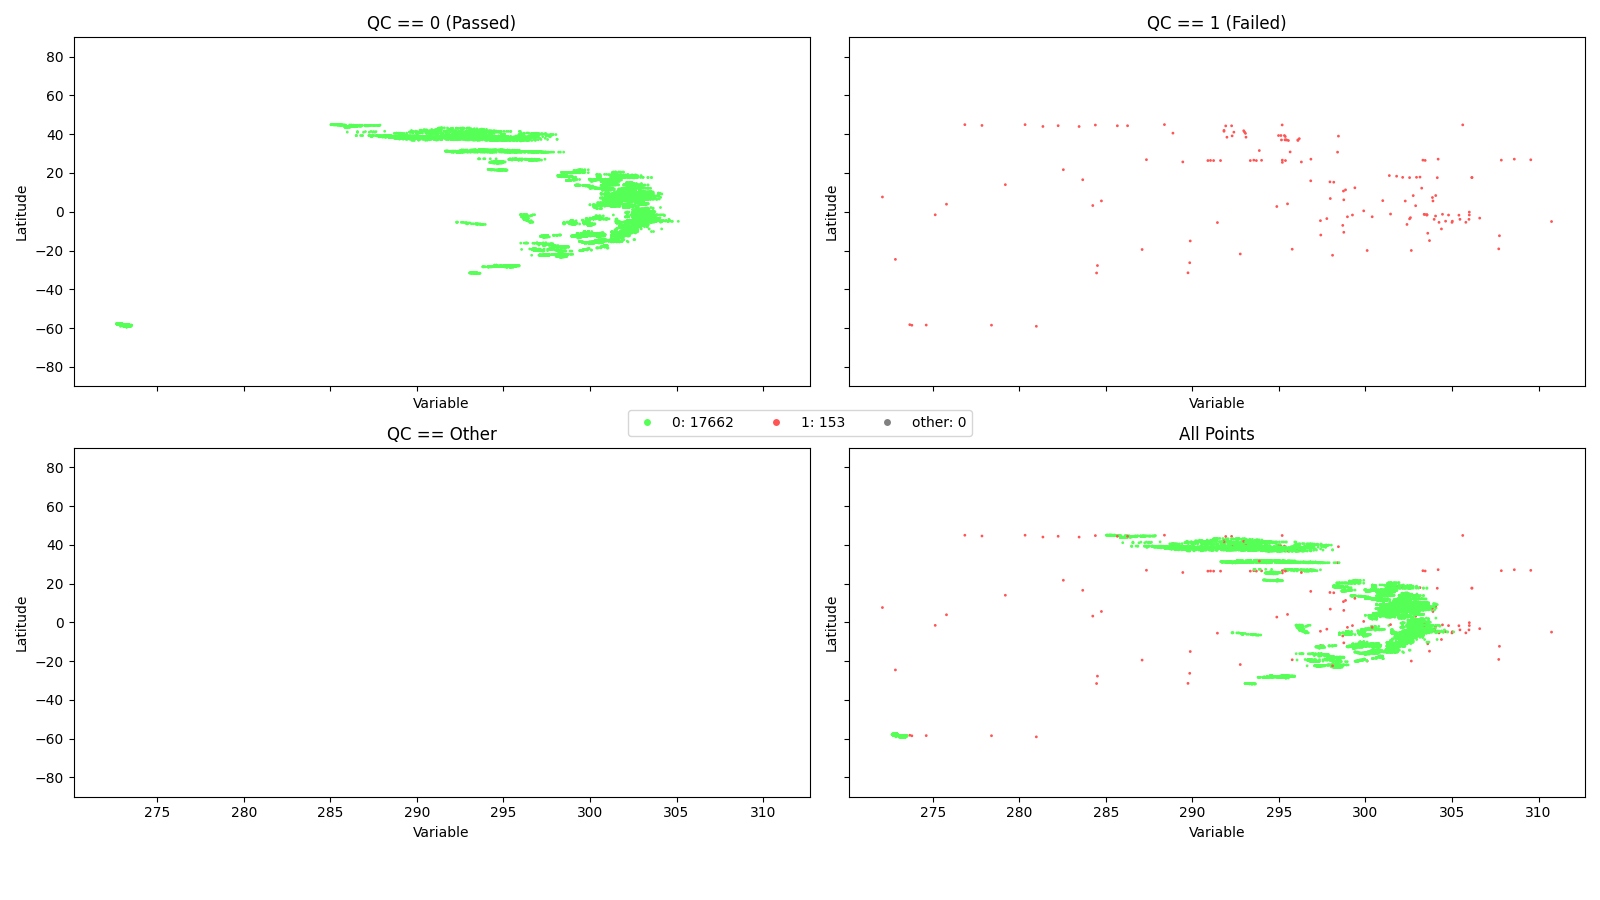 QC == 0 (Passed)
QC == 1 (Failed)
80
60
40
20
0
−20
−40
−60
−80
Latitude
Latitude
Variable
Variable
0: 17662
1: 153
other: 0
QC == Other
All Points
80
60
40
20
0
−20
−40
−60
−80
Latitude
Latitude
275
280
285
290
295
300
305
310
275
280
285
290
295
300
305
310
Variable
Variable